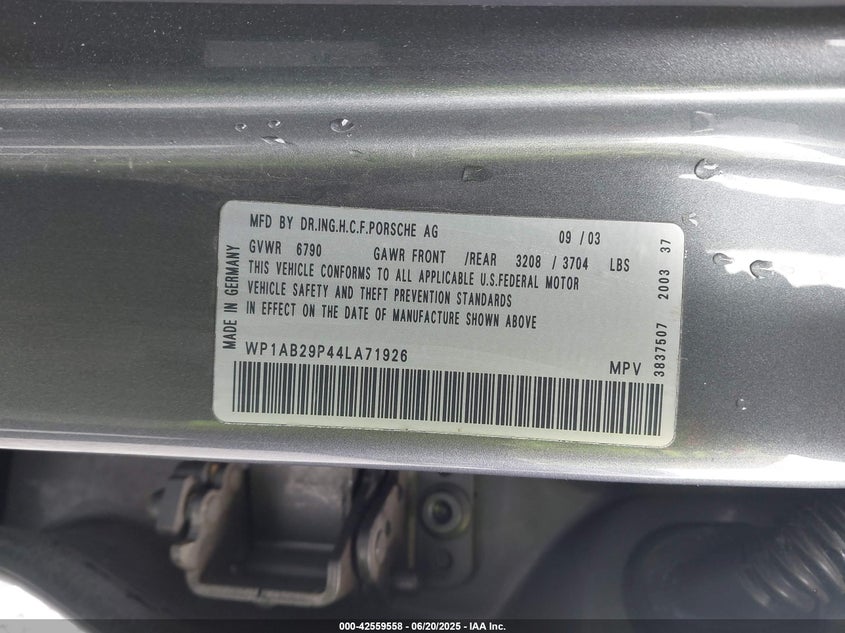 MFD BY DR.ING.H.C.F.PORSCHE AG 09 / 03
GVWR 6790 GAWR FRONT /REAR 3208 / 3704 LBS
THIS VEHICLE CONFORMS TO ALL APPLICABLE U.S.FEDERAL MOTOR
VEHICLE SAFETY AND THEFT PREVENTION STANDARDS
IN EFFECT ON THE DATE OF MANUFACTURE SHOWN ABOVE
WP1AB29P44LA71926 MPV
MADE IN GERMANY
3837507 2003 37
000-42559558 - 06/20/2025 - IAA Inc.